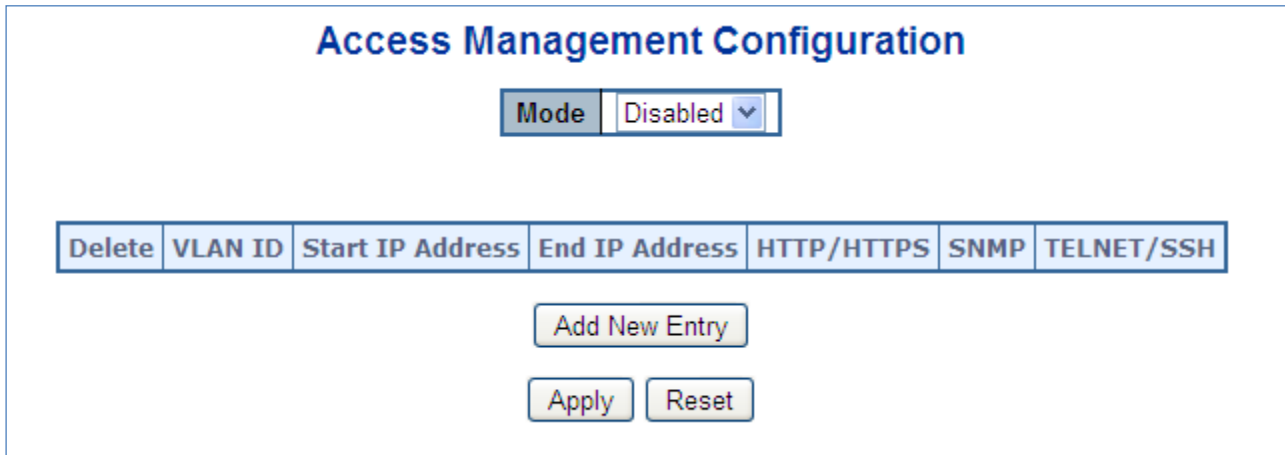 Access Management Configuration
Mode Disabled
Delete VLAN ID Start IP Address End IP Address HTTP/HTTPS SNMP TELNET/SSH
Add New Entry
Apply Reset